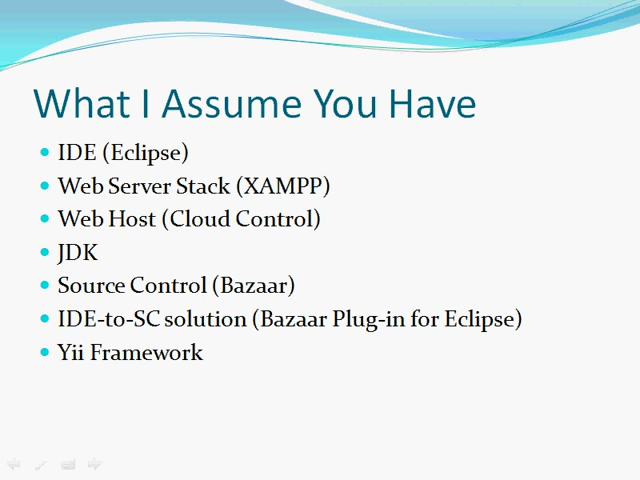 What I Assume You Have
IDE (Eclipse)
Web Server Stack (XAMPP)
Web Host (Cloud Control)
JDK
Source Control (Bazaar)
IDE-to-SC solution (Bazaar Plug-in for Eclipse)
Yii Framework